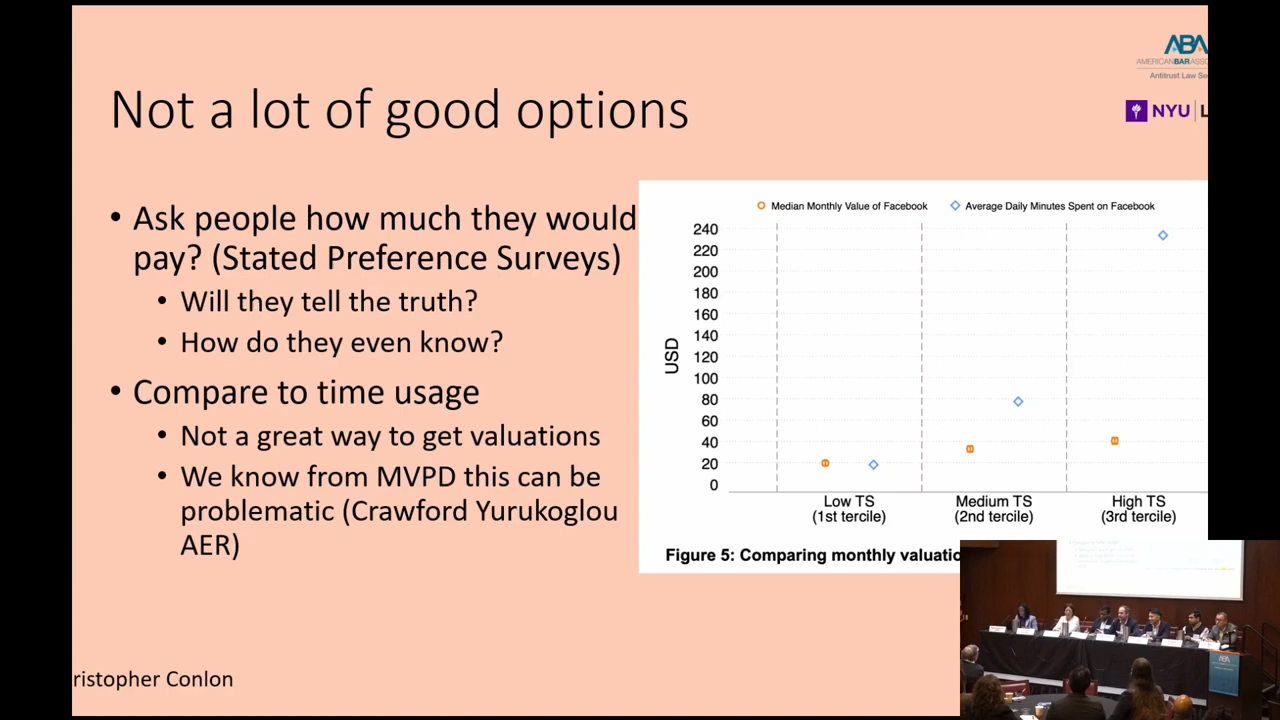 ABA
AMERICANBARASSO
Antitrust Law Se
Not a lot of good options
NYU L
• Ask people how much they would
pay? (Stated Preference Surveys)
• Will they tell the truth?
• How do they even know?
• Compare to time usage
• Not a great way to get valuations
• We know from MVPD this can be
problematic (Crawford Yurukoglou
AER)
Median Monthly Value of Facebook
Average Daily Minutes Spent on Facebook
USD
240
220
200
180
160
140
120
100
80
60
40
20
0
Low TS
(1st tercile)
Medium TS
(2nd tercile)
High TS
(3rd tercile)
Figure 5: Comparing monthly valuatio
ristopher Conlon
ABA